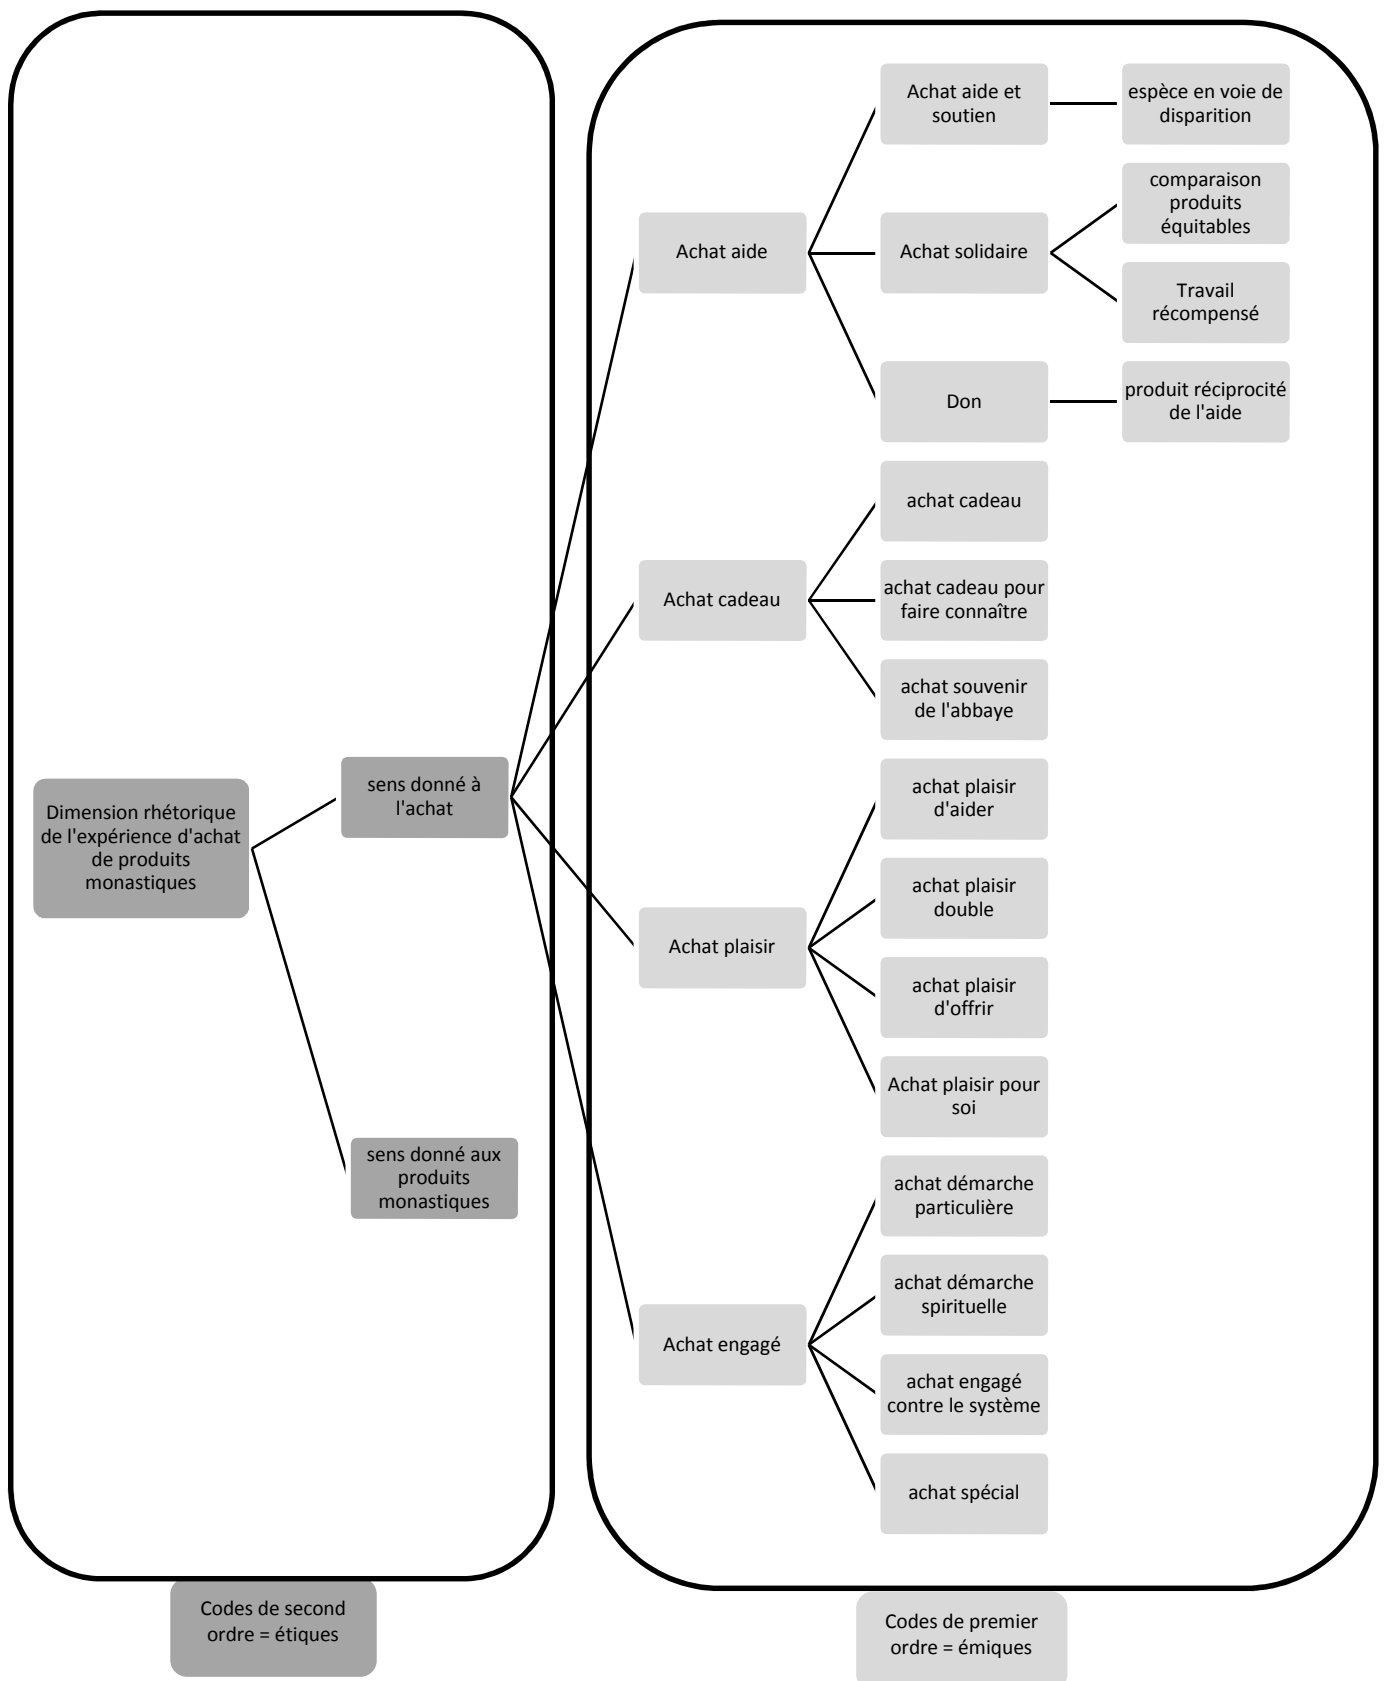 Dimension rhétorique
de l'expérience d'achat
de produits
monastiques
sens donné à
l'achat
sens donné aux
produits
monastiques
Achat aide
Achat aide et
soutien
espèce en voie de
disparition
Achat solidaire
comparaison
produits
équitables
Travail
récompensé
Don
produit réciprocité
de l'aide
Achat cadeau
achat cadeau
achat cadeau pour
faire connaître
achat souvenir
de l'abbaye
Achat plaisir
achat plaisir
d'aider
achat plaisir
double
achat plaisir
d'offrir
Achat plaisir pour
soi
Achat engagé
achat démarche
particulière
achat démarche
spirituelle
achat engagé
contre le système
achat spécial
Codes de second
ordre = étiques
Codes de premier
ordre = émiques